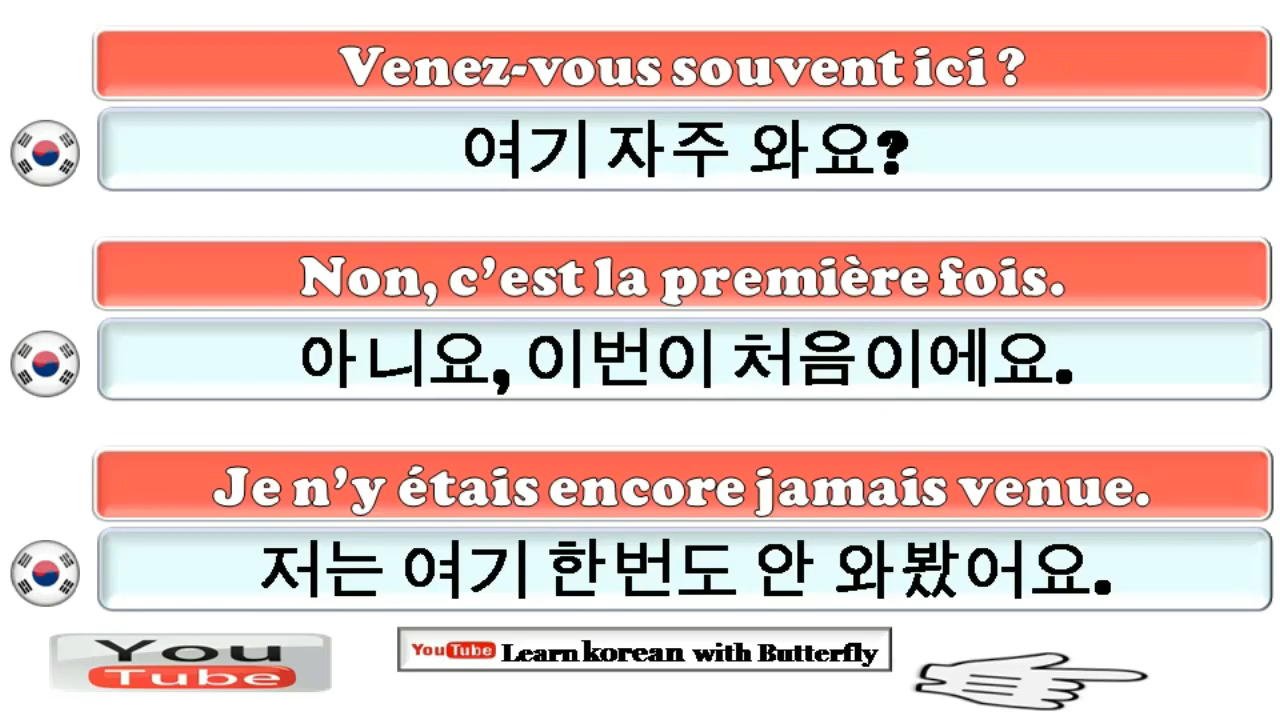 Venez-vous souvent ici ?
여기 자주 와요?
Non, c’est la première fois.
아니요, 이번이 처음이에요.
Je n’y étais encore jamais venue.
저는 여기 한번도 안 와봤어요.
You Tube
YouTube Learn korean with Butterfly